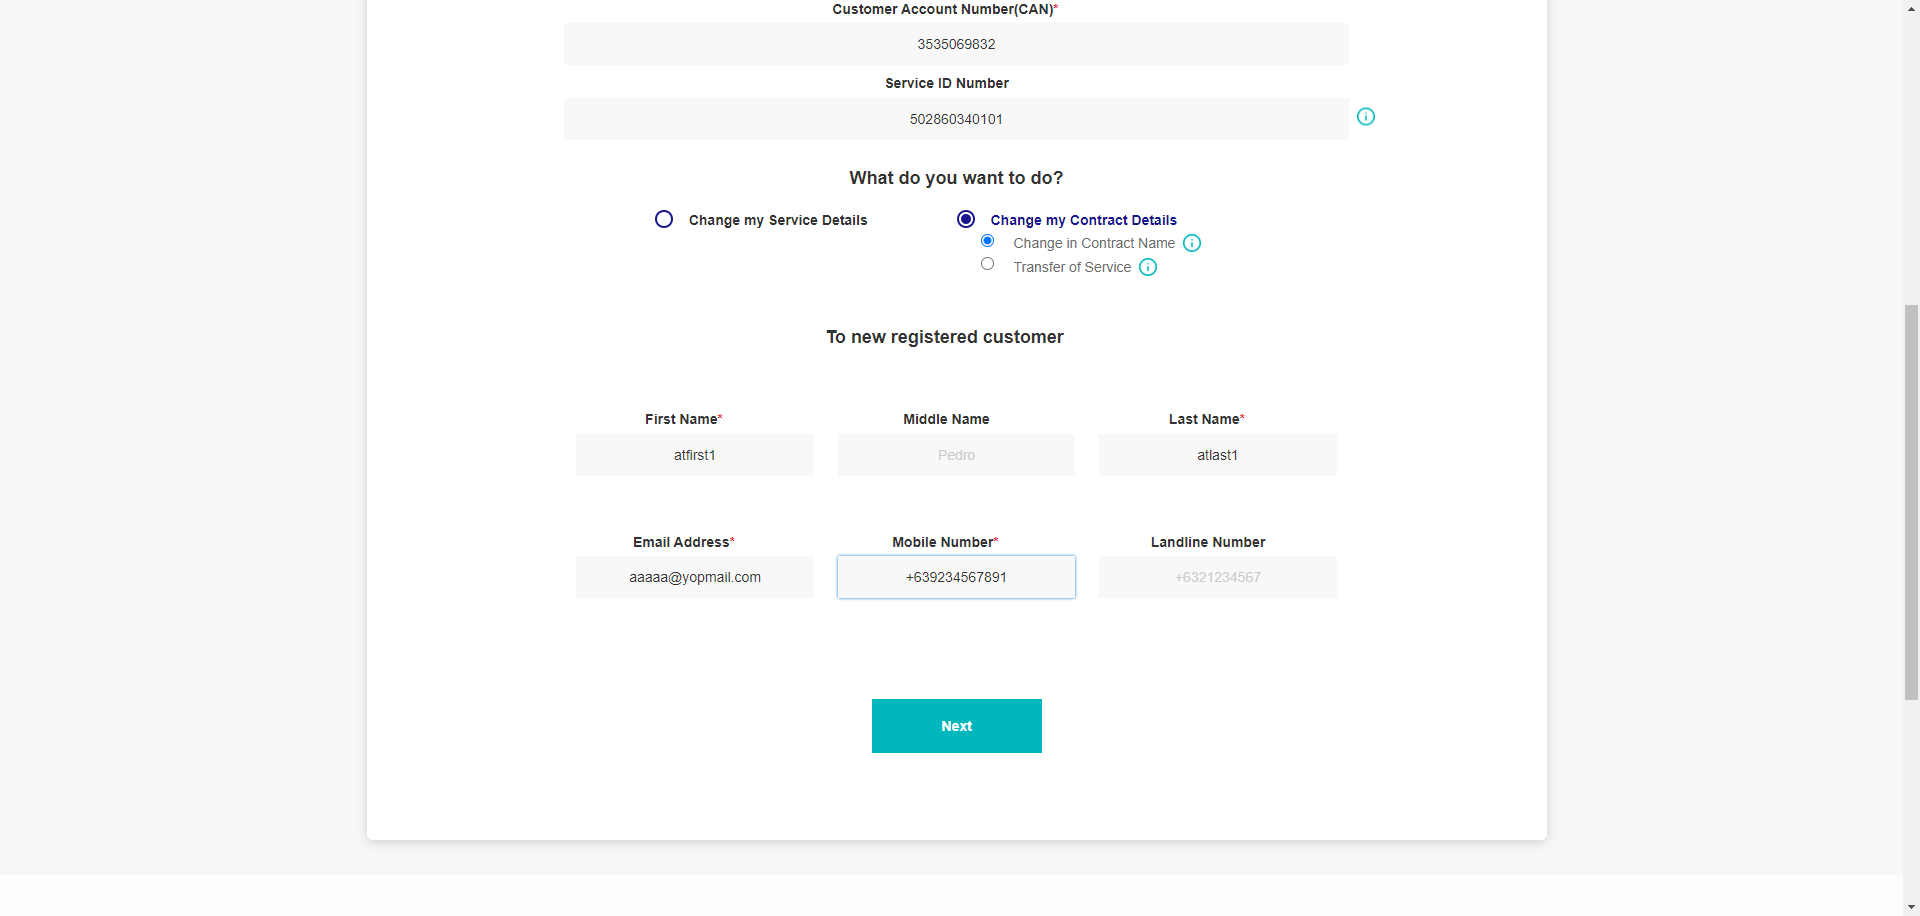 Customer Account Number(CAN)*
3535069832
Service ID Number
502860340101
What do you want to do?
Change my Service Details
Change my Contract Details
Change in Contract Name
Transfer of Service
To new registered customer
First Name* Middle Name Last Name*
atfirst1 Pedro atlast1
Email Address* Mobile Number* Landline Number
aaaaa@yopmail.com +639234567891 +6321234567
Next